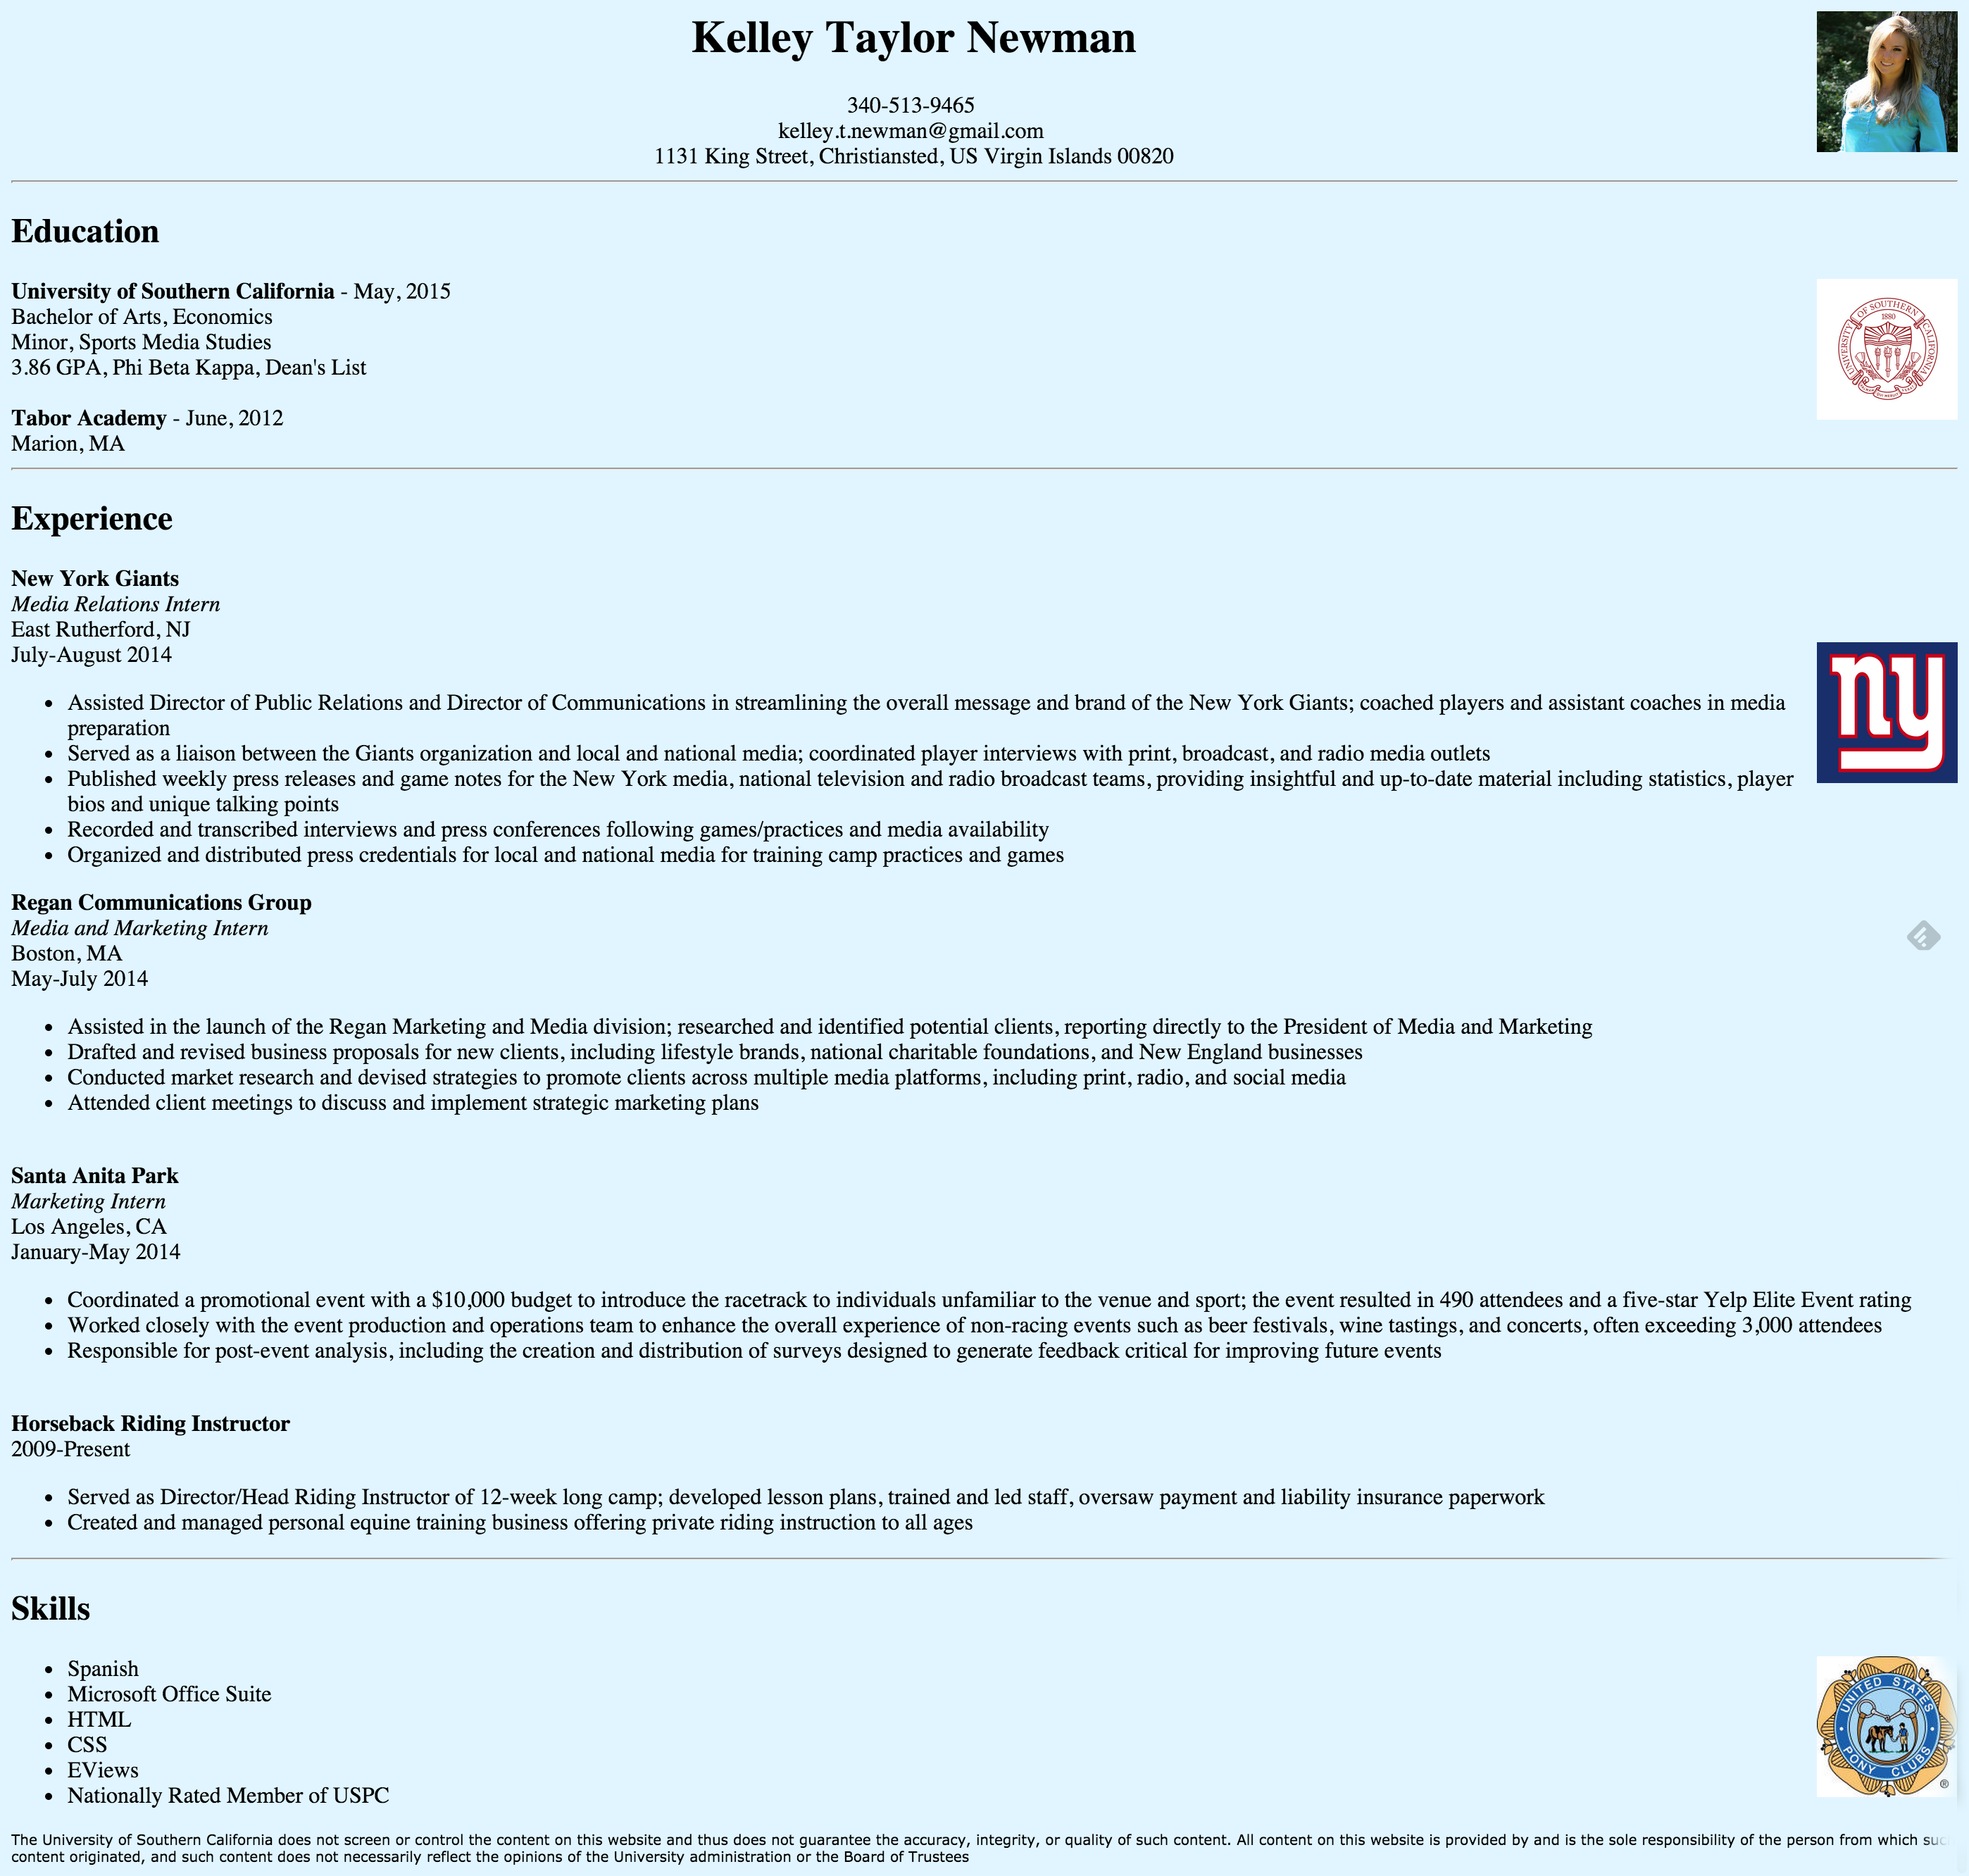 Kelley Taylor Newman
340-513-9465
kelley.t.newman@gmail.com
1131 King Street, Christiansted, US Virgin Islands 00820
Education
University of Southern California - May, 2015
Bachelor of Arts, Economics
Minor, Sports Media Studies
3.86 GPA, Phi Beta Kappa, Dean's List
UNIVERSITY OF SOUTHERN CALIFORNIA
1880
Tabor Academy - June, 2012
Marion, MA
Experience
New York Giants
Media Relations Intern
East Rutherford, NJ
July-August 2014
ny
• Assisted Director of Public Relations and Director of Communications in streamlining the overall message and brand of the New York Giants; coached players and assistant coaches in media
preparation
• Served as a liaison between the Giants organization and local and national media; coordinated player interviews with print, broadcast, and radio media outlets
• Published weekly press releases and game notes for the New York media, national television and radio broadcast teams, providing insightful and up-to-date material including statistics, player
bios and unique talking points
• Recorded and transcribed interviews and press conferences following games/practices and media availability
• Organized and distributed press credentials for local and national media for training camp practices and games
Regan Communications Group
Media and Marketing Intern
Boston, MA
May-July 2014
• Assisted in the launch of the Regan Marketing and Media division; researched and identified potential clients, reporting directly to the President of Media and Marketing
• Drafted and revised business proposals for new clients, including lifestyle brands, national charitable foundations, and New England businesses
• Conducted market research and devised strategies to promote clients across multiple media platforms, including print, radio, and social media
• Attended client meetings to discuss and implement strategic marketing plans
Santa Anita Park
Marketing Intern
Los Angeles, CA
January-May 2014
• Coordinated a promotional event with a $10,000 budget to introduce the racetrack to individuals unfamiliar to the venue and sport; the event resulted in 490 attendees and a five-star Yelp Elite Event rating
• Worked closely with the event production and operations team to enhance the overall experience of non-racing events such as beer festivals, wine tastings, and concerts, often exceeding 3,000 attendees
• Responsible for post-event analysis, including the creation and distribution of surveys designed to generate feedback critical for improving future events
Horseback Riding Instructor
2009-Present
• Served as Director/Head Riding Instructor of 12-week long camp; developed lesson plans, trained and led staff, oversaw payment and liability insurance paperwork
• Created and managed personal equine training business offering private riding instruction to all ages
Skills
• Spanish
• Microsoft Office Suite
• HTML
• CSS
• EViews
• Nationally Rated Member of USPC
UNITED STATES
PONY CLUBS
®
The University of Southern California does not screen or control the content on this website and thus does not guarantee the accuracy, integrity, or quality of such content. All content on this website is provided by and is the sole responsibility of the person from which
content originated, and such content does not necessarily reflect the opinions of the University administration or the Board of Trustees